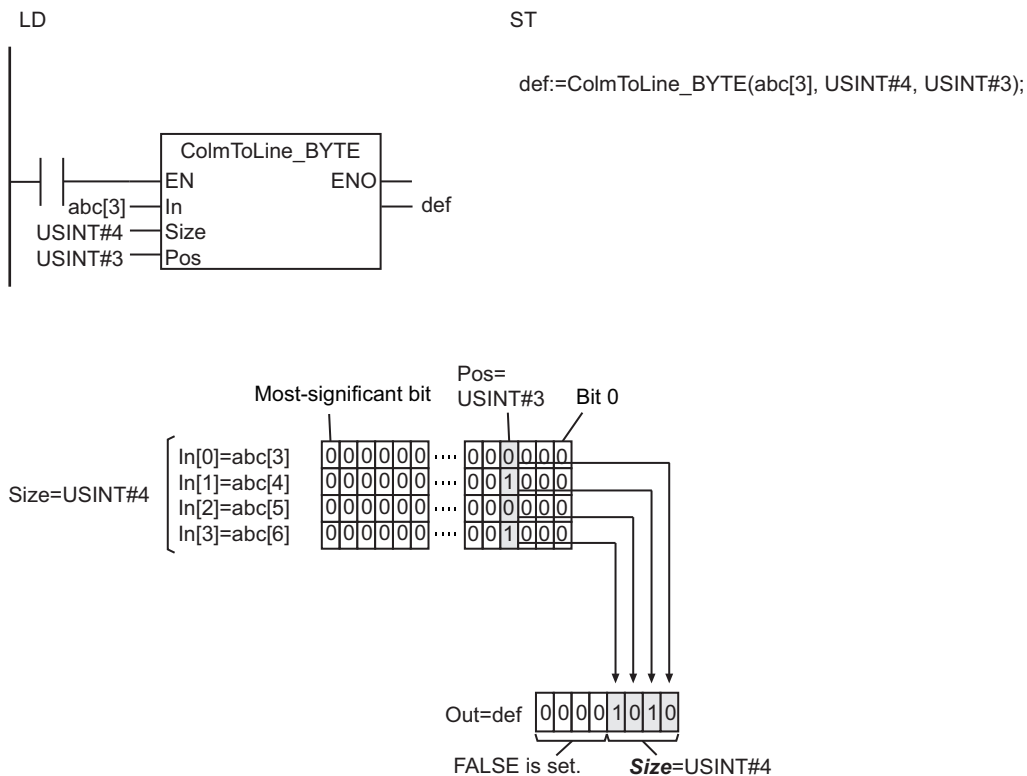 LD
ST
def:=ColmToLine_BYTE(abc[3], USINT#4, USINT#3);
ColmToLine_BYTE
EN ENO
abc[3] In def
USINT#4 Size
USINT#3 Pos
Pos=
USINT#3
Most-significant bit
Bit 0
Size=USINT#4
In[0]=abc[3] 0 0 0 0 0 0 ···· 0 0 0 0 0 0
In[1]=abc[4] 0 0 0 0 0 0 ···· 0 0 1 0 0 0
In[2]=abc[5] 0 0 0 0 0 0 ···· 0 0 0 0 0 0
In[3]=abc[6] 0 0 0 0 0 0 ···· 0 0 1 0 0 0
Out=def 0 0 0 0 1 0 1 0
FALSE is set. Size=USINT#4